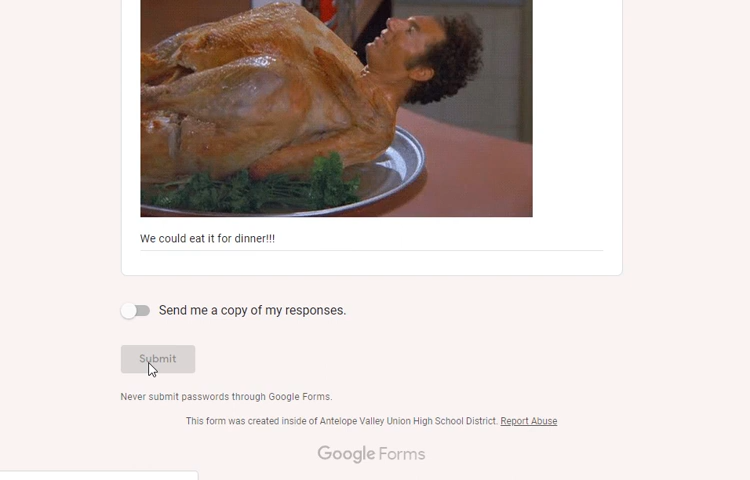 We could eat it for dinner!!!
Send me a copy of my responses.
Submit
Never submit passwords through Google Forms.
This form was created inside of Antelope Valley Union High School District. Report Abuse
Google Forms